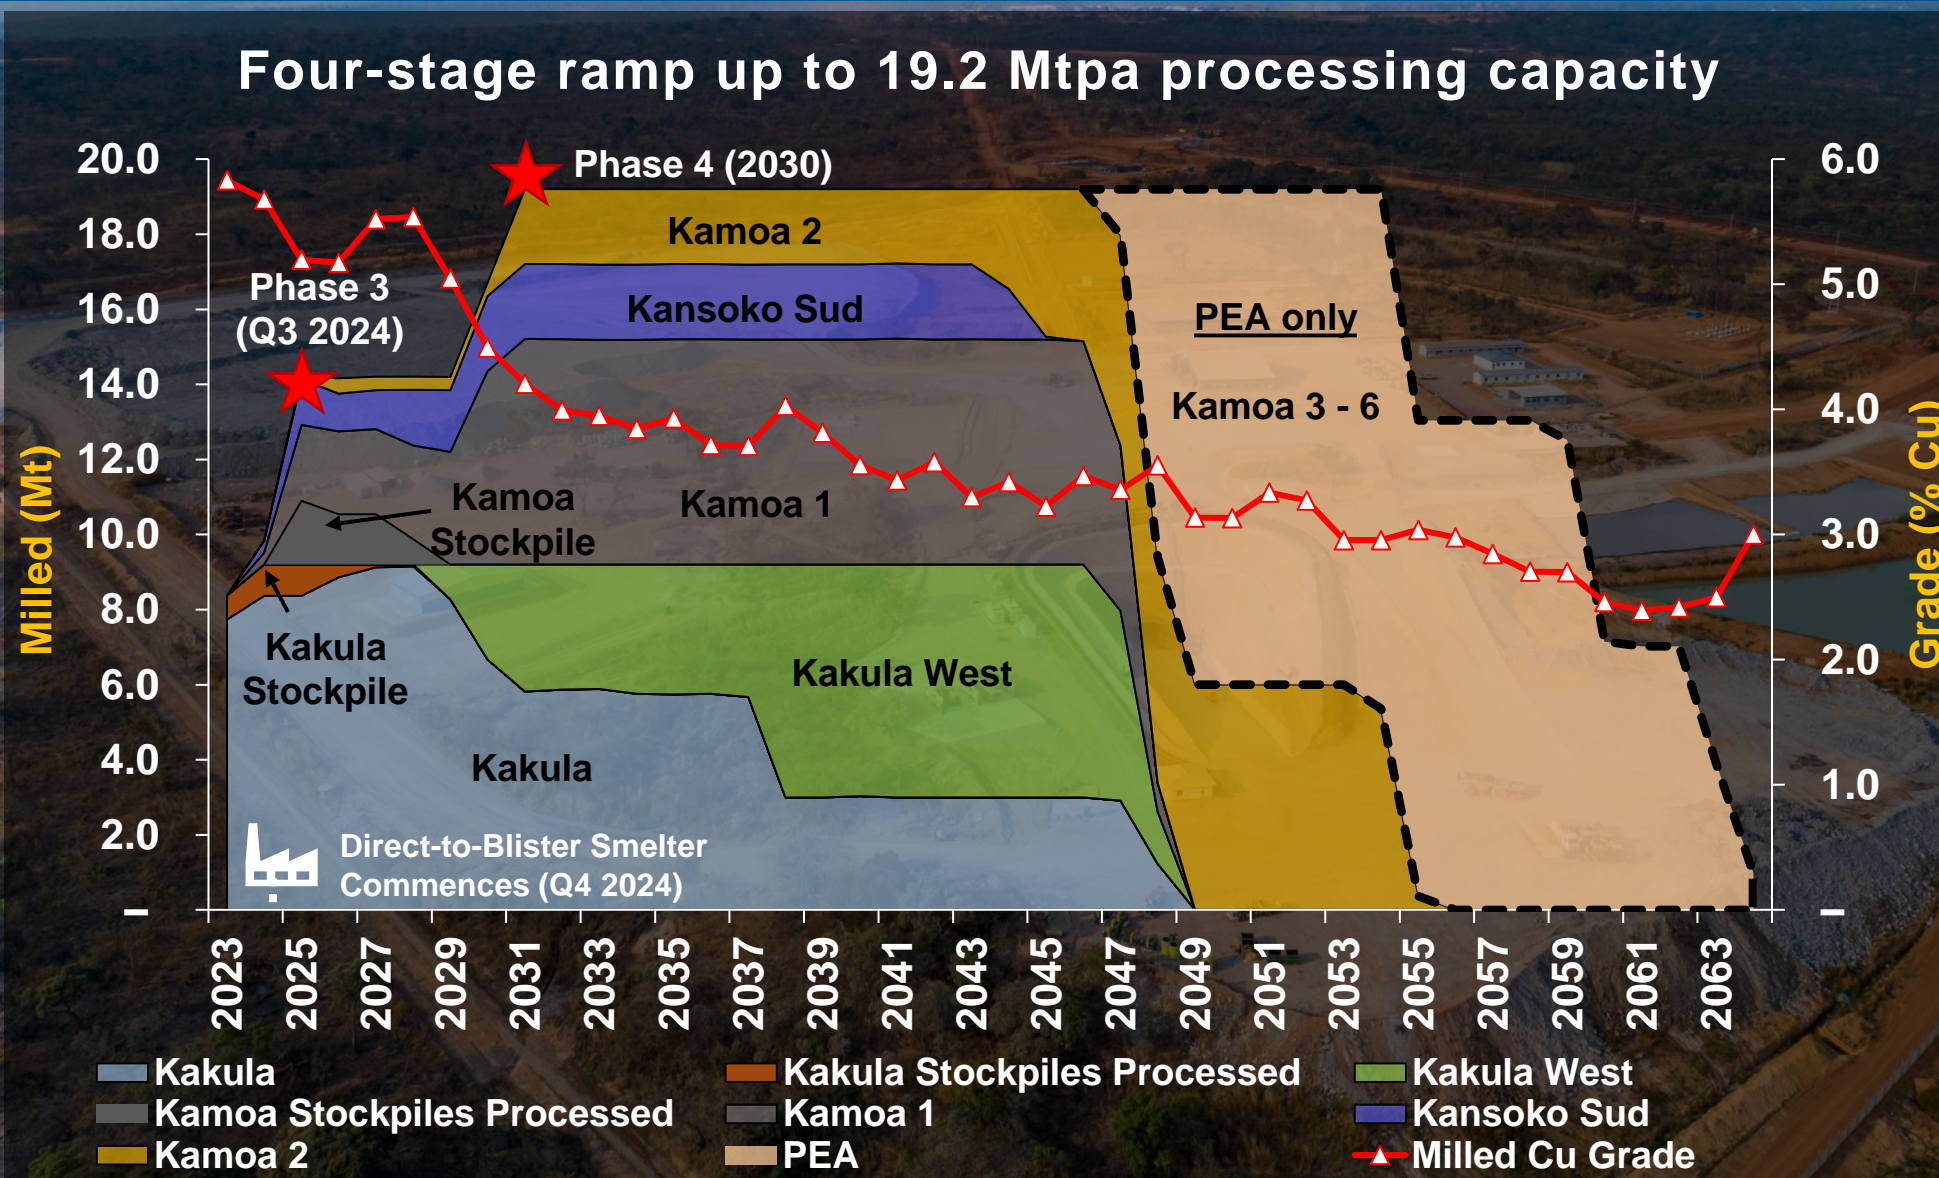 Four-stage ramp up to 19.2 Mtpa processing capacity
Milled (Mt)
20.0
18.0
16.0
14.0
12.0
10.0
8.0
6.0
4.0
2.0
–
6.0
5.0
4.0
3.0
2.0
1.0
–
Grade (% Cu)
Phase 4 (2030)
Phase 3
(Q3 2024)
Kamoa 2
Kansoko Sud
PEA only
Kamoa 3 - 6
Kamoa
Stockpile
Kamoa 1
Kakula
Stockpile
Kakula West
Kakula
Direct-to-Blister Smelter
Commences (Q4 2024)
2023
2025
2027
2029
2031
2033
2035
2037
2039
2041
2043
2045
2047
2049
2051
2053
2055
2057
2059
2061
2063
Kakula
Kakula Stockpiles Processed
Kakula West
Kamoa Stockpiles Processed
Kamoa 1
Kansoko Sud
Kamoa 2
PEA
Milled Cu Grade